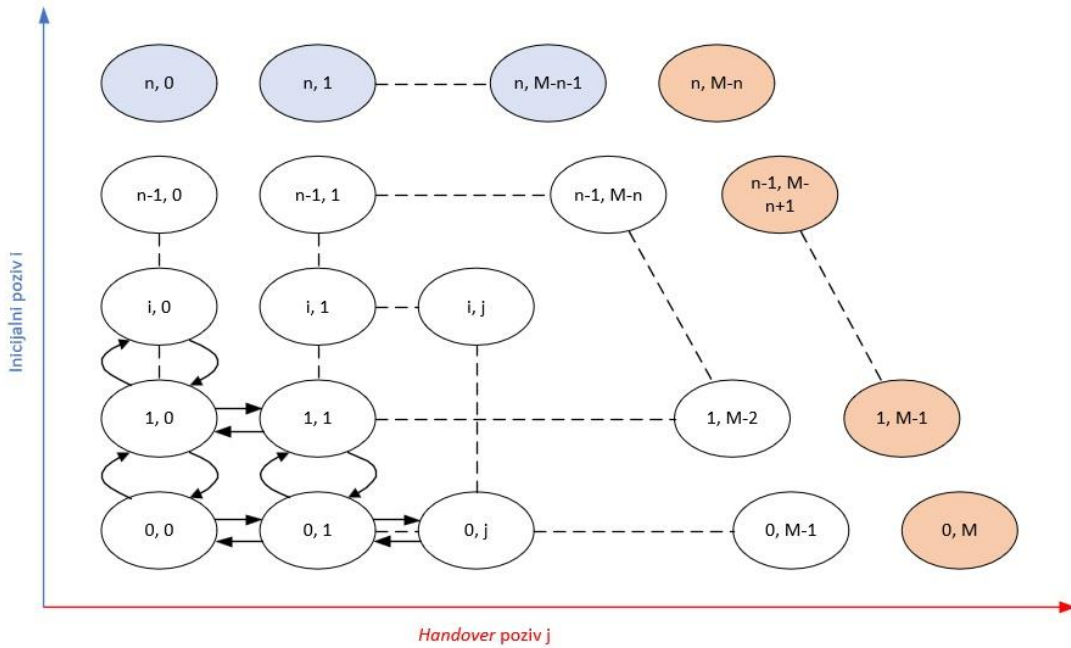 n, 0
n, 1
n, M-n-1
n, M-n
n-1, 0
n-1, 1
n-1, M-n
n-1, M-
n+1
i, 0
i, 1
i, j
1, 0
1, 1
1, M-2
1, M-1
0, 0
0, 1
0, j
0, M-1
0, M
Inicijalni poziv i
Handover poziv j